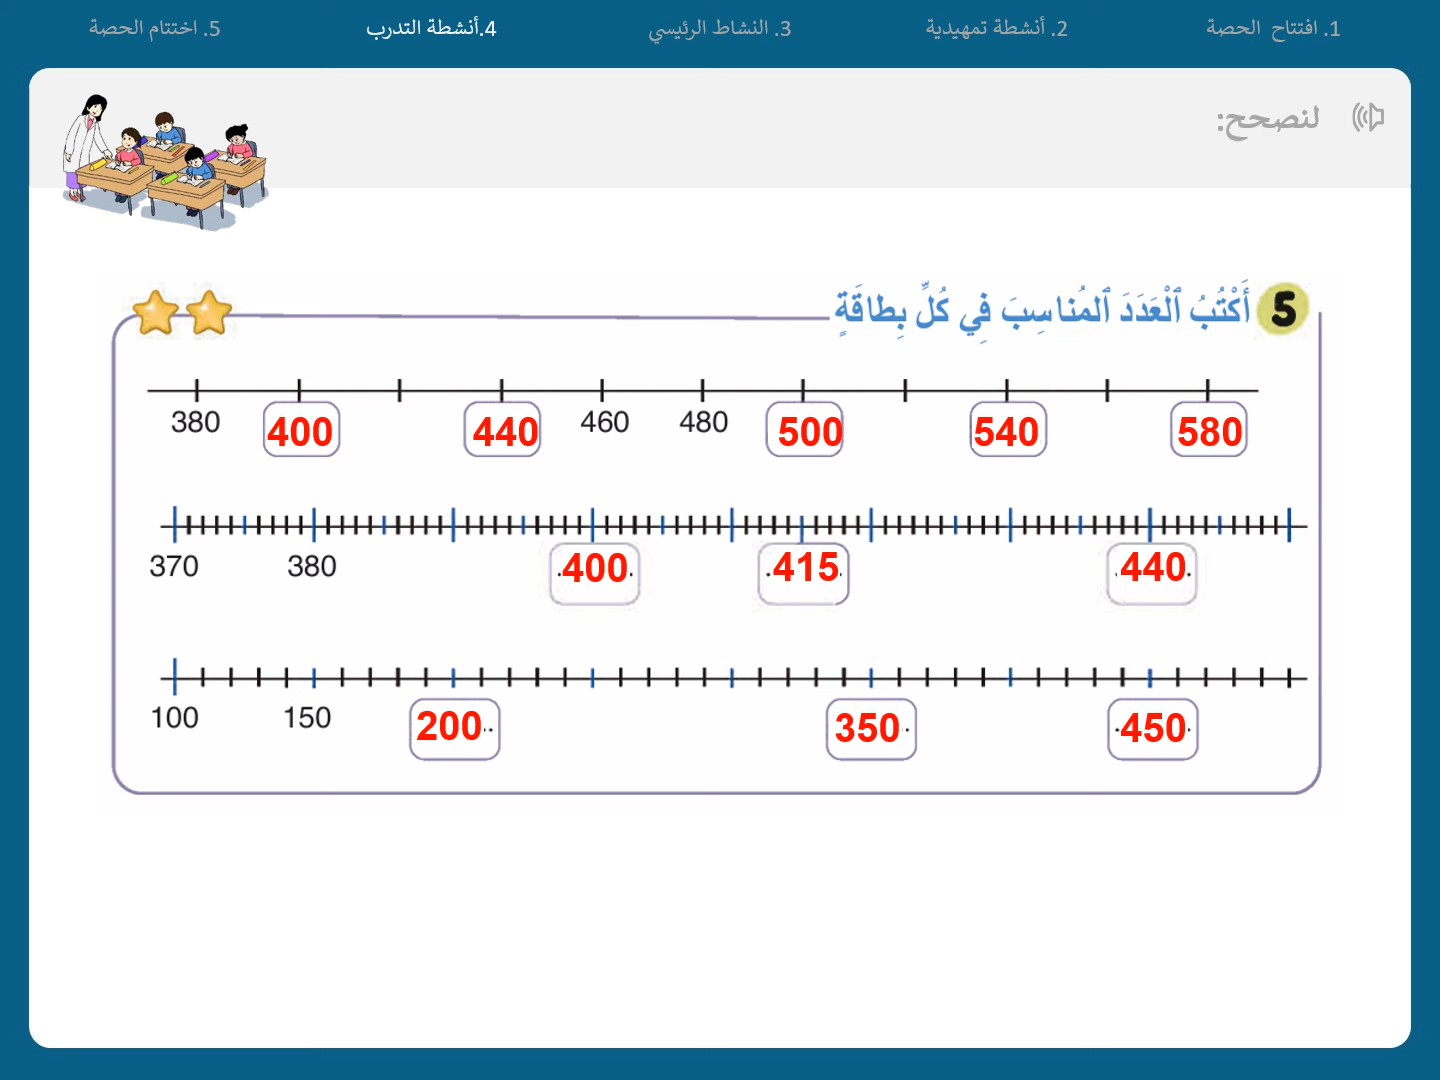 1. افتتاح الحصة
2. أنشطة تمهيدية
3. النشاط الرئيسي
4.أنشطة التدرب
5. اختتام الحصة
لنصحح:
5 أَكْتُبُ ٱلْعَدَدَ ٱلمُناسِبَ فِي كُلِّ بِطاقَةٍ
380 400 440 460 480 500 540 580
370 380 .400. .415. .440.
100 150 200.. 350. .450.